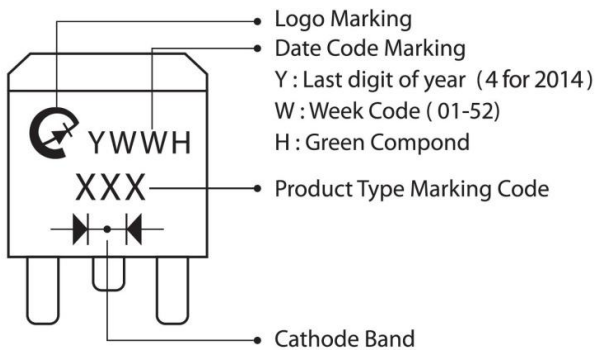 Logo Marking
Date Code Marking
Y : Last digit of year ( 4 for 2014 )
W : Week Code ( 01-52)
H : Green Compond
YWWH
XXX
Product Type Marking Code
Cathode Band